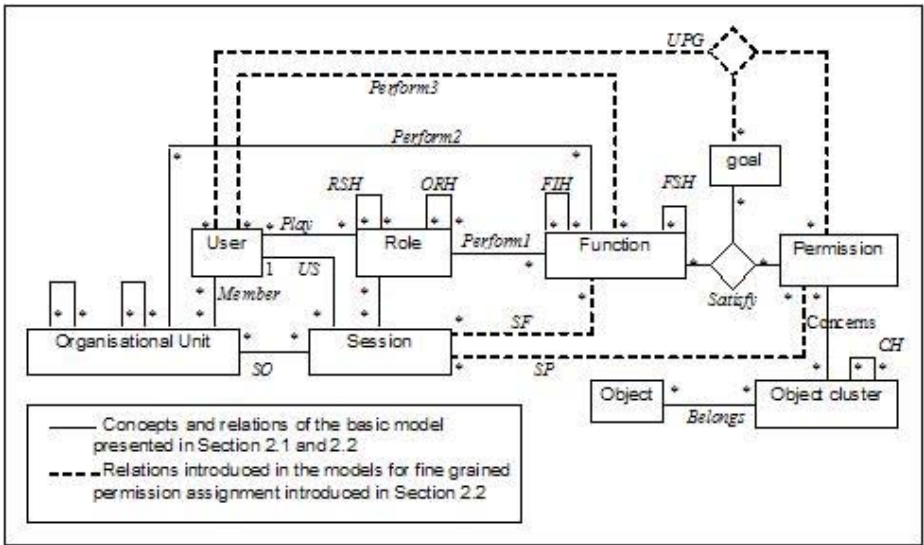 UPG
Perform3
Perform2
goal
RSH
ORH
FIH
FSH
User
Play
Role
Perform1
Function
Permission
1
US
Member
Satisfy
Organisational Unit
Session
SF
Concerns
SO
SP
CH
Object
Object cluster
Belongs
Concepts and relations of the basic model
presented in Section 2.1 and 2.2
Relations introduced in the models for fine grained
permission assignment introduced in Section 2.2